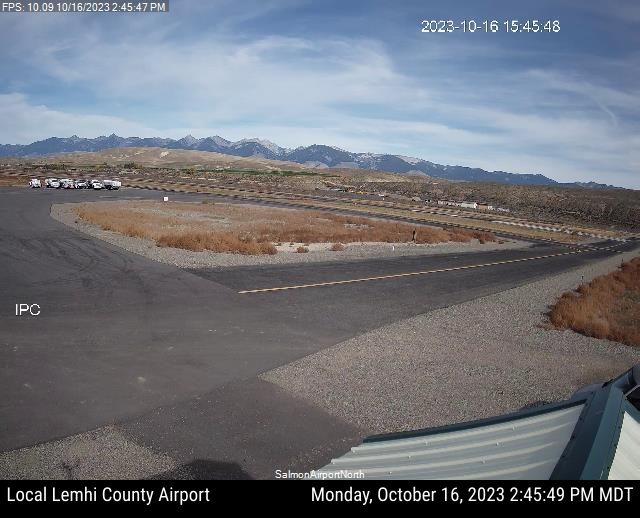 FPS: 10.09 10/16/2023 2:45:47 PM
2023-10-16 15:45:48
IPC
SalmonAirportNorth
Local Lemhi County Airport Monday, October 16, 2023 2:45:49 PM MDT